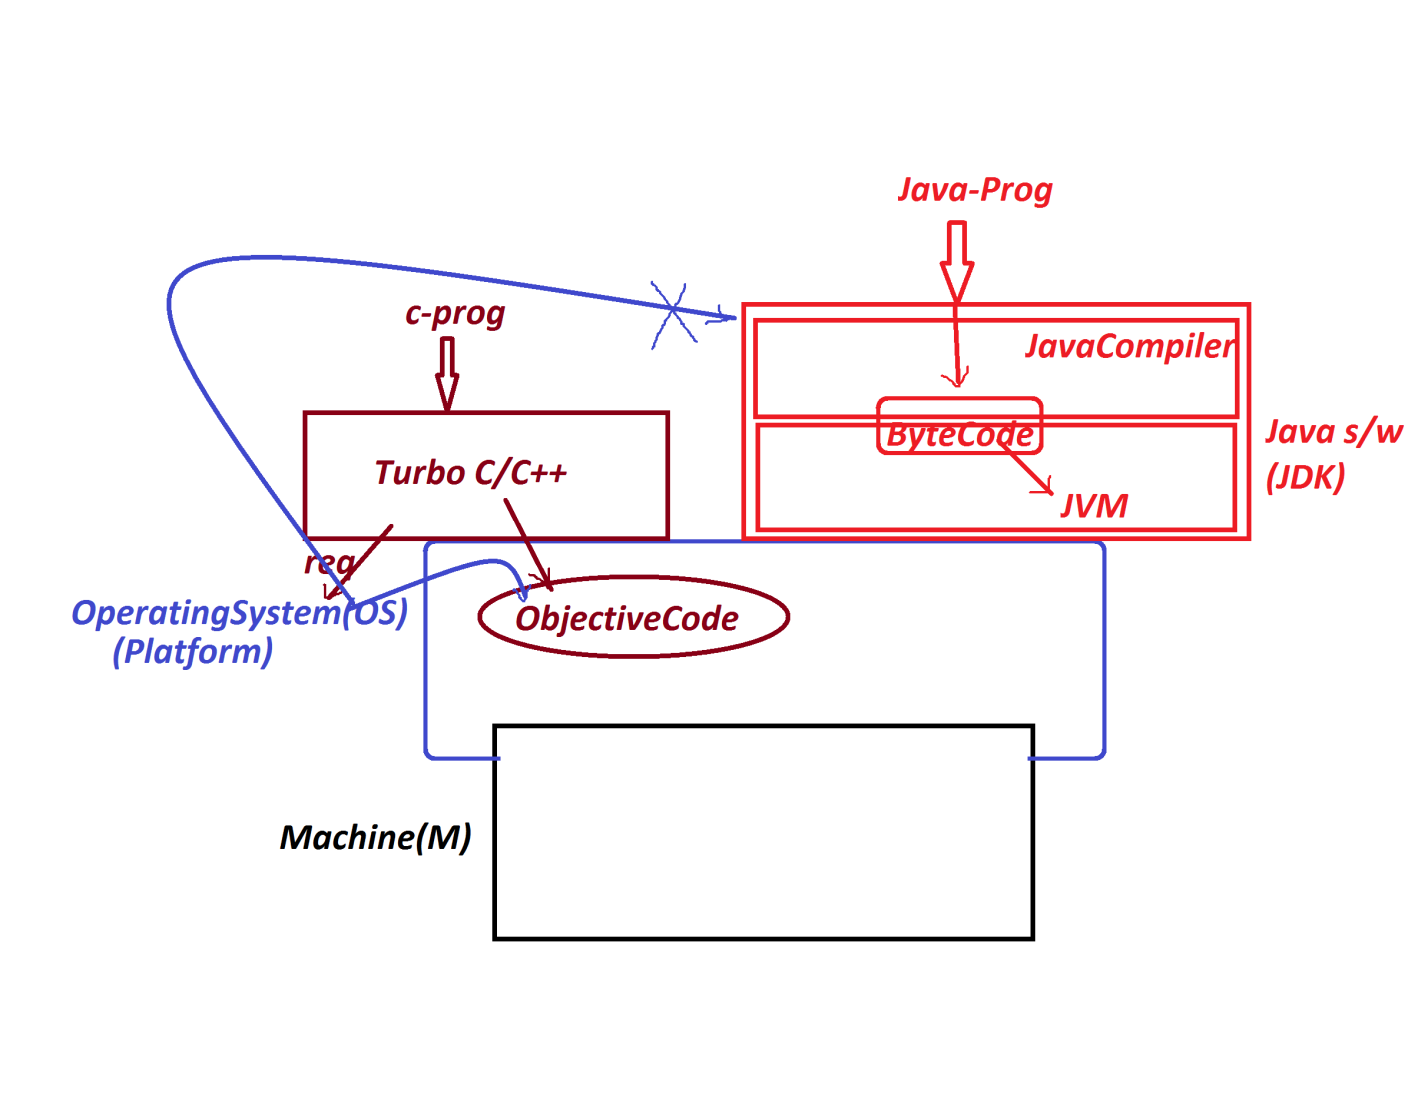 Java-Prog
c-prog
JavaCompiler
ByteCode
Java s/w
(JDK)
Turbo C/C++
JVM
req
OperatingSystem(OS)
(Platform)
ObjectiveCode
Machine(M)